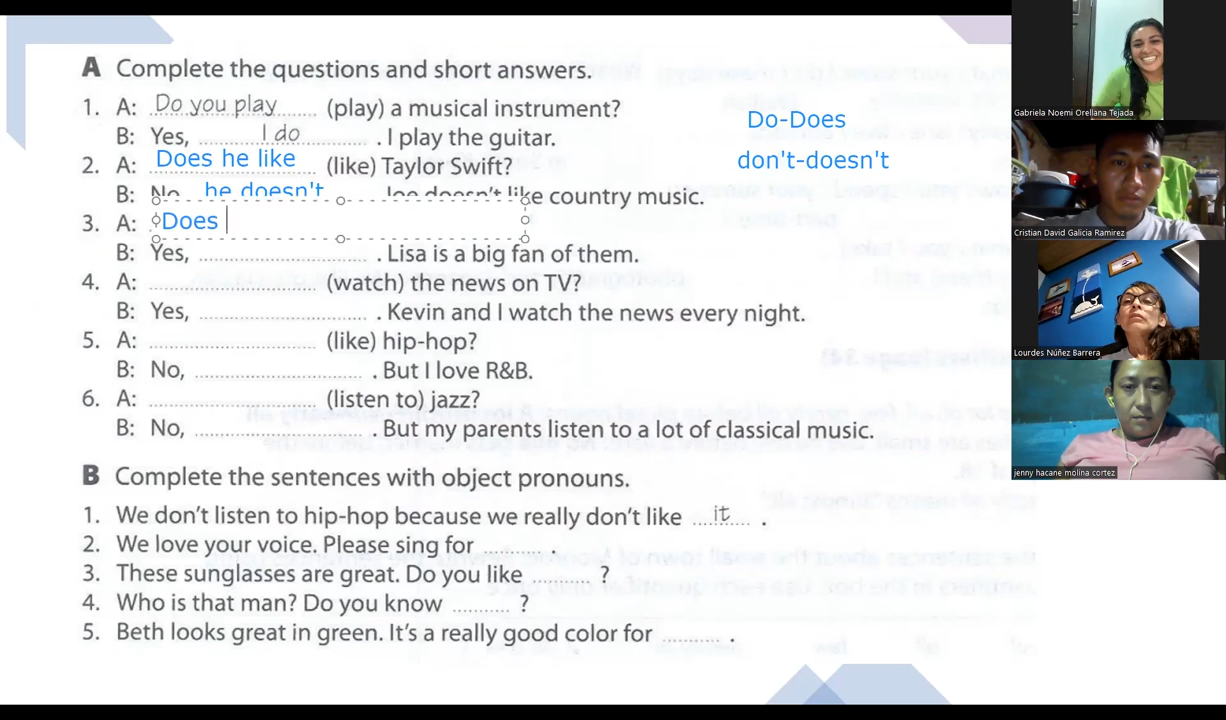 A Complete the questions and short answers.
1. A: Do you play (play) a musical instrument?
B: Yes, I do . I play the guitar.
2. A: Does he like (like) Taylor Swift?
B: No, he doesn't . Joe doesn't like country music.
3. A: Does
B: Yes, . Lisa is a big fan of them.
4. A: (watch) the news on TV?
B: Yes, . Kevin and I watch the news every night.
5. A: (like) hip-hop?
B: No, . But I love R&B.
6. A: (listen to) jazz?
B: No, . But my parents listen to a lot of classical music.
Do-Does
don't-doesn't
B Complete the sentences with object pronouns.
1. We don't listen to hip-hop because we really don't like it .
2. We love your voice. Please sing for .
3. These sunglasses are great. Do you like ?
4. Who is that man? Do you know ?
5. Beth looks great in green. It's a really good color for .
Gabriela Noemi Orellana Tejada
Cristian David Galicia Ramirez
Lourdes Núñez Barrera
jenny hacane molina cortez